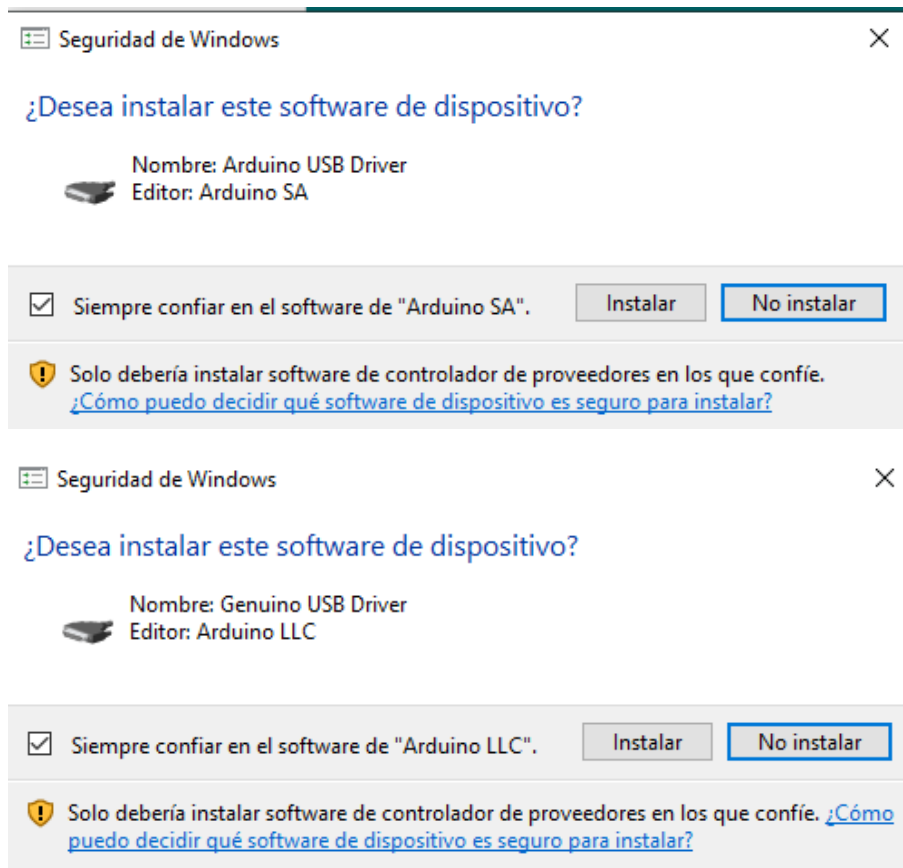 Seguridad de Windows
¿Desea instalar este software de dispositivo?
Nombre: Arduino USB Driver
Editor: Arduino SA
Siempre confiar en el software de "Arduino SA".
Instalar
No instalar
Solo debería instalar software de controlador de proveedores en los que confíe.
¿Cómo puedo decidir qué software de dispositivo es seguro para instalar?
Seguridad de Windows
¿Desea instalar este software de dispositivo?
Nombre: Genuino USB Driver
Editor: Arduino LLC
Siempre confiar en el software de "Arduino LLC".
Instalar
No instalar
Solo debería instalar software de controlador de proveedores en los que confíe. ¿Cómo
puedo decidir qué software de dispositivo es seguro para instalar?